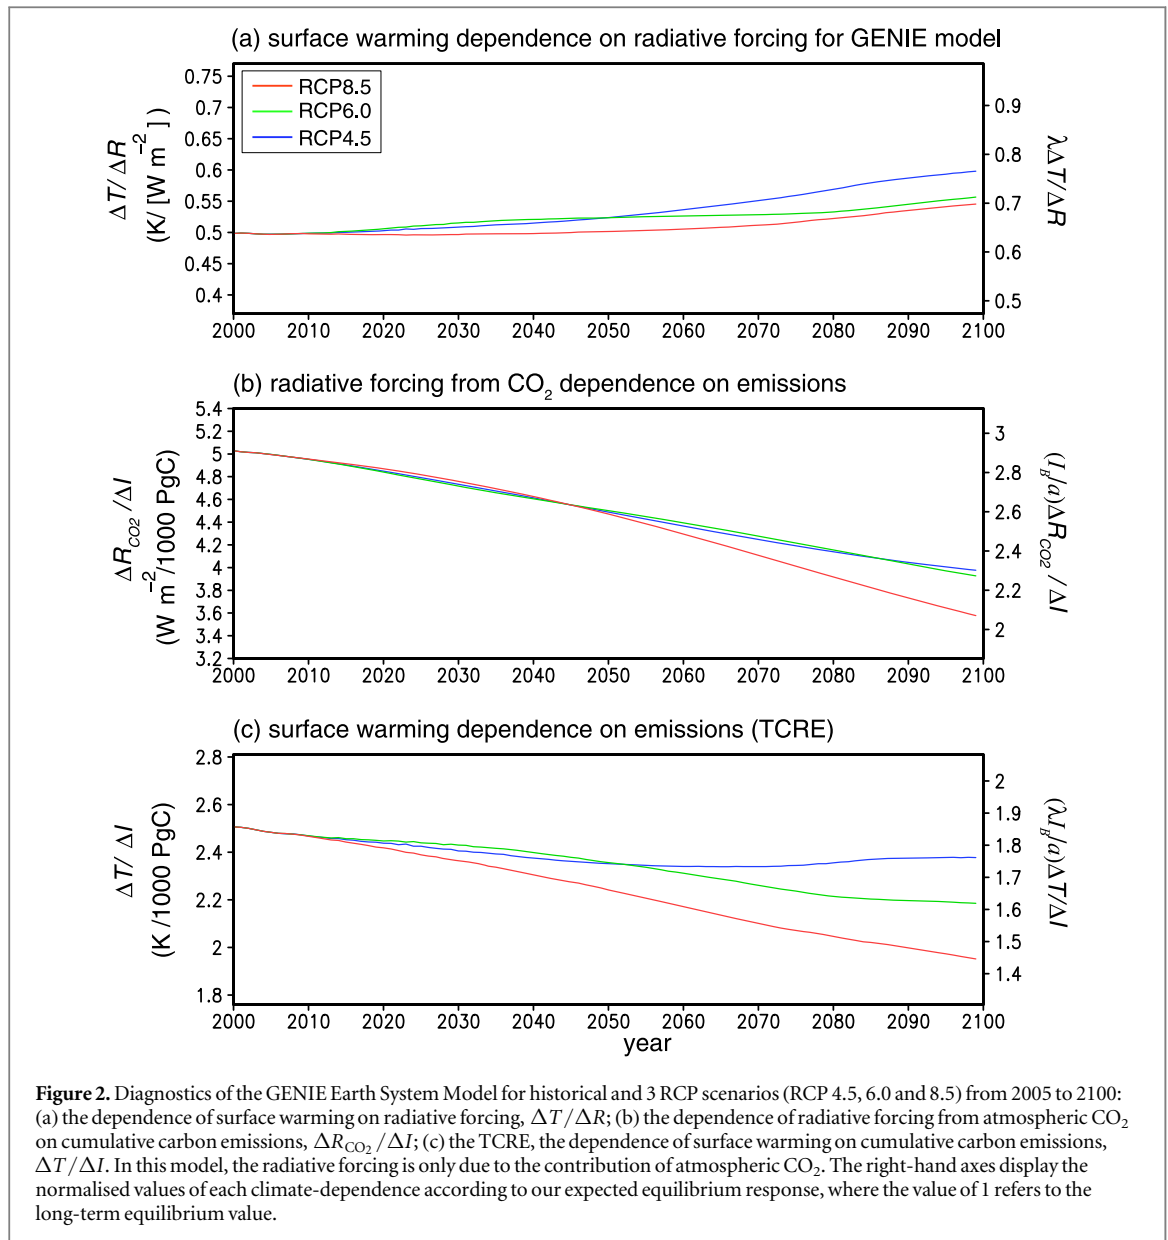 (a) surface warming dependence on radiative forcing for GENIE model
ΔT/ΔR
(K/ [W m⁻²)
0.75
0.7
0.65
0.6
0.55
0.5
0.45
0.4
RCP8.5
RCP6.0
RCP4.5
0.9
0.8
0.7
0.6
0.5
λΔT/ΔR
2000 2010 2020 2030 2040 2050 2060 2070 2080 2090 2100
(b) radiative forcing from CO₂ dependence on emissions
ΔR_CO2 /ΔI
(W m⁻²/1000 PgC)
5.4
5.2
5
4.8
4.6
4.4
4.2
4
3.8
3.6
3.4
3.2
3
2.8
2.6
2.4
2.2
2
(I_B/a)ΔR_CO2 / ΔI
2000 2010 2020 2030 2040 2050 2060 2070 2080 2090 2100
(c) surface warming dependence on emissions (TCRE)
ΔT/ ΔI
(K /1000 PgC)
2.8
2.6
2.4
2.2
2
1.8
2
1.9
1.8
1.7
1.6
1.5
1.4
(λI_B/a)ΔT/ΔI
2000 2010 2020 2030 2040 2050 2060 2070 2080 2090 2100
year
Figure 2. Diagnostics of the GENIE Earth System Model for historical and 3 RCP scenarios (RCP 4.5, 6.0 and 8.5) from 2005 to 2100:
(a) the dependence of surface warming on radiative forcing, ΔT/ΔR; (b) the dependence of radiative forcing from atmospheric CO₂
on cumulative carbon emissions, ΔR_CO₂/ΔI; (c) the TCRE, the dependence of surface warming on cumulative carbon emissions,
ΔT/ΔI. In this model, the radiative forcing is only due to the contribution of atmospheric CO₂. The right-hand axes display the
normalised values of each climate-dependence according to our expected equilibrium response, where the value of 1 refers to the
long-term equilibrium value.